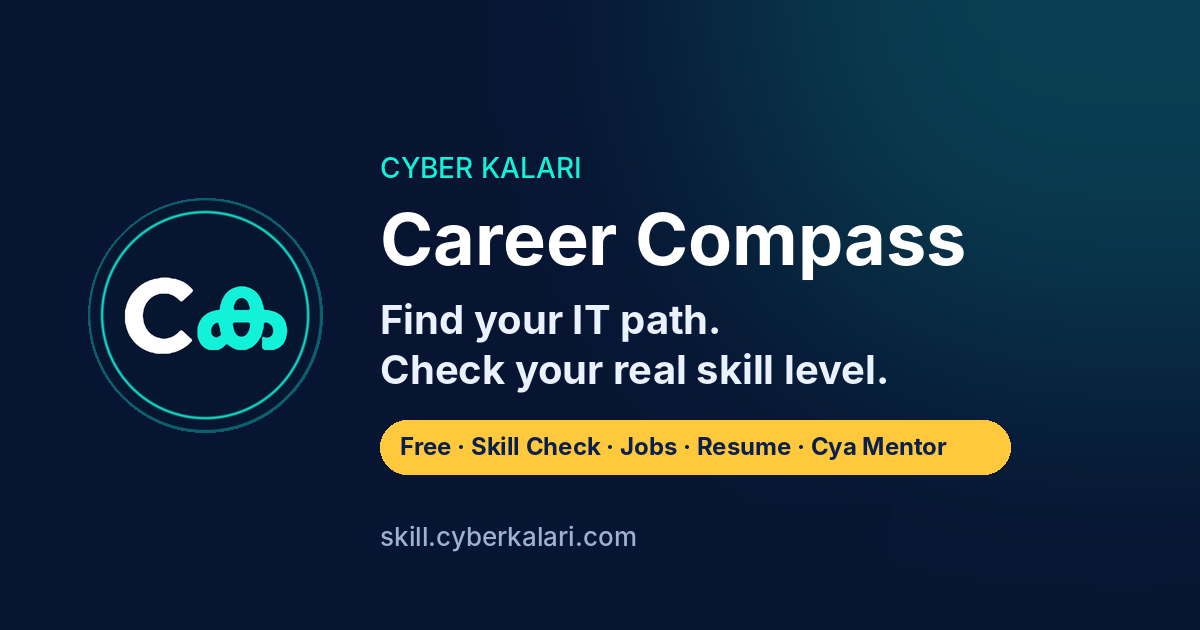 CYBER KALARI
Career Compass
Find your IT path.
Check your real skill level.
Free · Skill Check · Jobs · Resume · Cya Mentor
skill.cyberkalari.com